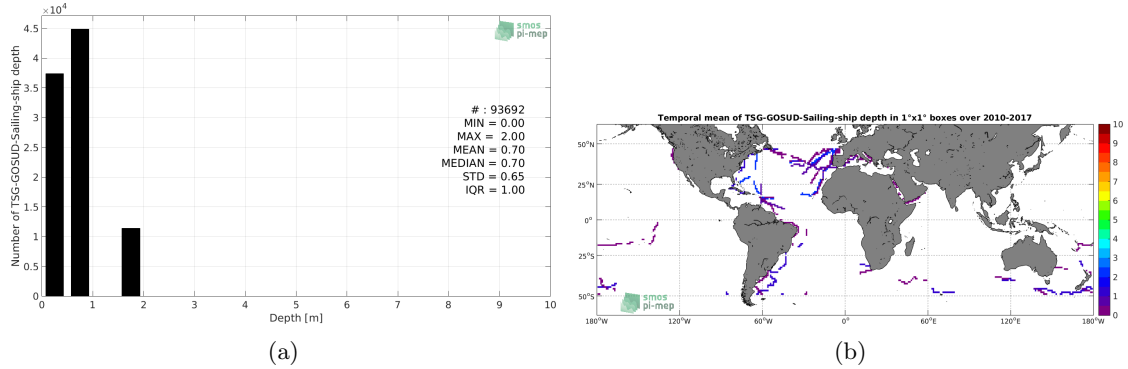 ×10⁴
4.5
4
3.5
3
2.5
2
1.5
1
0.5
0
Number of TSG-GOSUD-Sailing-ship depth
smos
pi-mep
# : 93692
MIN = 0.00
MAX = 2.00
MEAN = 0.70
MEDIAN = 0.70
STD = 0.65
IQR = 1.00
0 1 2 3 4 5 6 7 8 9 10
Depth [m]
(a)
Temporal mean of TSG-GOSUD-Sailing-ship depth in 1°x1° boxes over 2010-2017
50°N
25°N
0°
25°S
50°S
smos
pi-mep
180°W 120°W 60°W 0° 60°E 120°E 180°W
10
9
8
7
6
5
4
3
2
1
0
(b)